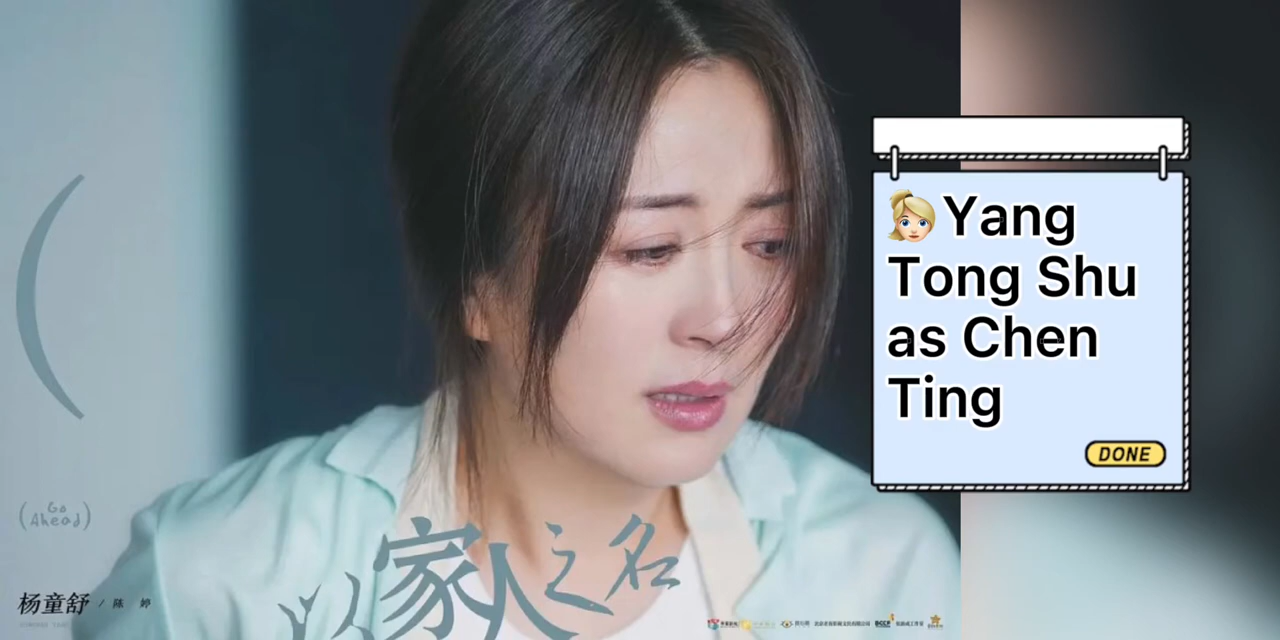 🧑🏼Yang
Tong Shu
as Chen
Ting
DONE
(Go
Ahead)
以家人之名
杨童舒 / 陈 婷
BCCP